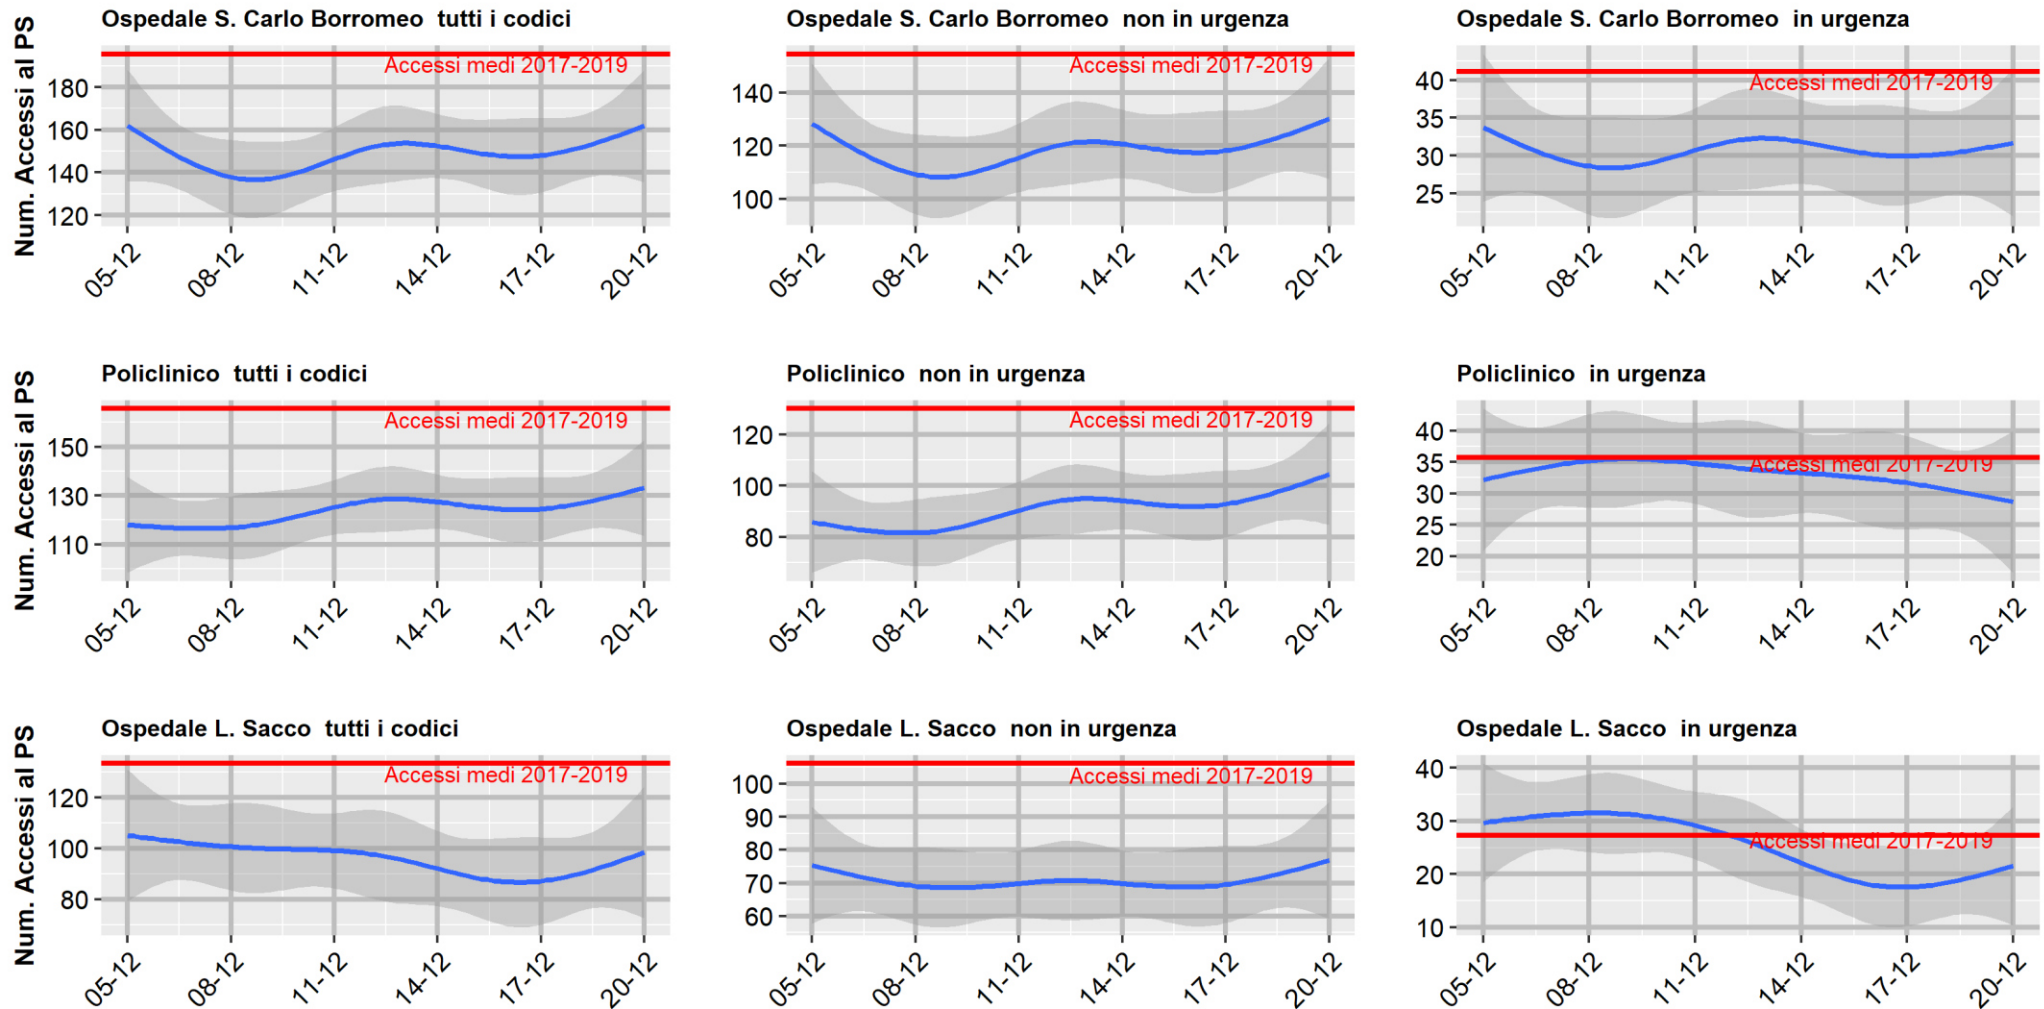 Ospedale S. Carlo Borromeo  tutti i codici
Num. Accessi al PS
Accessi medi 2017-2019
180
160
140
120
05-12 08-12 11-12 14-12 17-12 20-12
Ospedale S. Carlo Borromeo  non in urgenza
Accessi medi 2017-2019
140
120
100
05-12 08-12 11-12 14-12 17-12 20-12
Ospedale S. Carlo Borromeo  in urgenza
Accessi medi 2017-2019
40
35
30
25
05-12 08-12 11-12 14-12 17-12 20-12
Policlinico  tutti i codici
Num. Accessi al PS
Accessi medi 2017-2019
150
130
110
05-12 08-12 11-12 14-12 17-12 20-12
Policlinico  non in urgenza
Accessi medi 2017-2019
120
100
80
05-12 08-12 11-12 14-12 17-12 20-12
Policlinico  in urgenza
Accessi medi 2017-2019
40
35
30
25
20
05-12 08-12 11-12 14-12 17-12 20-12
Ospedale L. Sacco  tutti i codici
Num. Accessi al PS
Accessi medi 2017-2019
120
100
80
05-12 08-12 11-12 14-12 17-12 20-12
Ospedale L. Sacco  non in urgenza
Accessi medi 2017-2019
100
90
80
70
60
05-12 08-12 11-12 14-12 17-12 20-12
Ospedale L. Sacco  in urgenza
Accessi medi 2017-2019
40
30
20
10
05-12 08-12 11-12 14-12 17-12 20-12